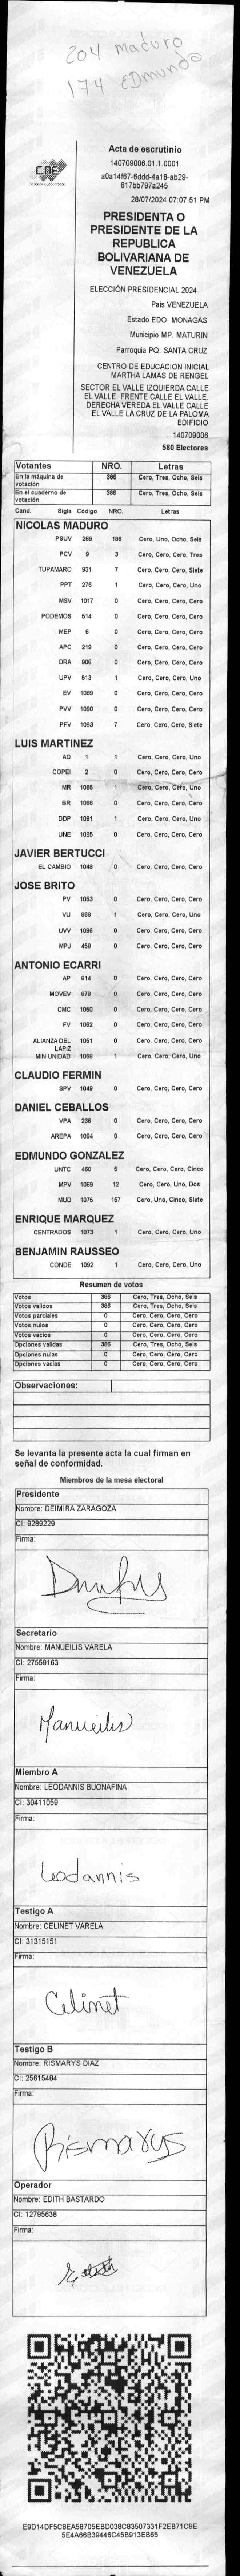 204 Maduro
174 EDmundo
CNE
Acta de escrutinio
140709006.01.1.0001
a0a14f67-6ddd-4a18-ab29-
817bb797a245
28/07/2024 07:07:51 PM
PRESIDENTA O
PRESIDENTE DE LA
REPUBLICA
BOLIVARIANA DE
VENEZUELA
ELECCIÓN PRESIDENCIAL 2024
Pais VENEZUELA
Estado EDO. MONAGAS
Municipio MP. MATURIN
Parroquia PQ. SANTA CRUZ
CENTRO DE EDUCACION INICIAL
MARTHA LAMAS DE RENGEL
SECTOR EL VALLE IZQUIERDA CALLE
EL VALLE. FRENTE CALLE EL VALLE.
DERECHA VEREDA EL VALLE CALLE
EL VALLE LA CRUZ DE LA PALOMA
EDIFICIO
140709006
580 Electores
Votantes NRO. Letras
En la máquina de votación 386 Cero, Tres, Ocho, Seis
En el cuaderno de votación 386 Cero, Tres, Ocho, Seis
Cand. Sigla Código NRO. Letras
NICOLAS MADURO
PSUV 269 186 Cero, Uno, Ocho, Seis
PCV 9 3 Cero, Cero, Cero, Tres
TUPAMARO 931 7 Cero, Cero, Cero, Siete
PPT 276 1 Cero, Cero, Cero, Uno
MSV 1017 0 Cero, Cero, Cero, Cero
PODEMOS 514 0 Cero, Cero, Cero, Cero
MEP 6 0 Cero, Cero, Cero, Cero
APC 219 0 Cero, Cero, Cero, Cero
ORA 906 0 Cero, Cero, Cero, Cero
UPV 513 1 Cero, Cero, Cero, Uno
EV 1089 0 Cero, Cero, Cero, Cero
PVV 1090 0 Cero, Cero, Cero, Cero
PFV 1093 7 Cero, Cero, Cero, Siete
LUIS MARTINEZ
AD 1 1 Cero, Cero, Cero, Uno
COPEI 2 0 Cero, Cero, Cero, Cero
MR 1065 1 Cero, Cero, Cero, Uno
BR 1066 0 Cero, Cero, Cero, Cero
DDP 1091 1 Cero, Cero, Cero, Uno
UNE 1095 0 Cero, Cero, Cero, Cero
JAVIER BERTUCCI
EL CAMBIO 1048 0 Cero, Cero, Cero, Cero
JOSE BRITO
PV 1053 0 Cero, Cero, Cero, Cero
VU 968 1 Cero, Cero, Cero, Uno
UVV 1096 0 Cero, Cero, Cero, Cero
MPJ 458 0 Cero, Cero, Cero, Cero
ANTONIO ECARRI
AP 614 0 Cero, Cero, Cero, Cero
MOVEV 878 0 Cero, Cero, Cero, Cero
CMC 1050 0 Cero, Cero, Cero, Cero
FV 1062 0 Cero, Cero, Cero, Cero
ALIANZA DEL LAPIZ 1051 0 Cero, Cero, Cero, Cero
MIN UNIDAD 1068 1 Cero, Cero, Cero, Uno
CLAUDIO FERMIN
SPV 1049 0 Cero, Cero, Cero, Cero
DANIEL CEBALLOS
VPA 236 0 Cero, Cero, Cero, Cero
AREPA 1094 0 Cero, Cero, Cero, Cero
EDMUNDO GONZALEZ
UNTC 460 5 Cero, Cero, Cero, Cinco
MPV 1069 12 Cero, Cero, Uno, Dos
MUD 1075 157 Cero, Uno, Cinco, Siete
ENRIQUE MARQUEZ
CENTRADOS 1073 1 Cero, Cero, Cero, Uno
BENJAMIN RAUSSEO
CONDE 1092 1 Cero, Cero, Cero, Uno
Resumen de votos
Votos 386 Cero, Tres, Ocho, Seis
Votos validos 386 Cero, Tres, Ocho, Seis
Votos parciales 0 Cero, Cero, Cero, Cero
Votos nulos 0 Cero, Cero, Cero, Cero
Votos vacios 0 Cero, Cero, Cero, Cero
Opciones validas 386 Cero, Tres, Ocho, Seis
Opciones nulas 0 Cero, Cero, Cero, Cero
Opciones vacias 0 Cero, Cero, Cero, Cero
Observaciones:
Se levanta la presente acta la cual firman en
señal de conformidad.
Miembros de la mesa electoral
Presidente
Nombre: DEIMIRA ZARAGOZA
CI: 9289229
Firma:
Secretario
Nombre: MANUEILIS VARELA
CI: 27559163
Firma:
Manueilis
Miembro A
Nombre: LEODANNIS BUONAFINA
CI: 30411059
Firma:
Leodannis
Testigo A
Nombre: CELINET VARELA
CI: 31315151
Firma:
Celinet
Testigo B
Nombre: RISMARYS DIAZ
CI: 25615484
Firma:
Rismarys
Operador
Nombre: EDITH BASTARDO
CI: 12795638
Firma:
E9D14DF5C8EA58705EBD038C83507331F2EB71C9E
5E4A66B39446C45B913EB65